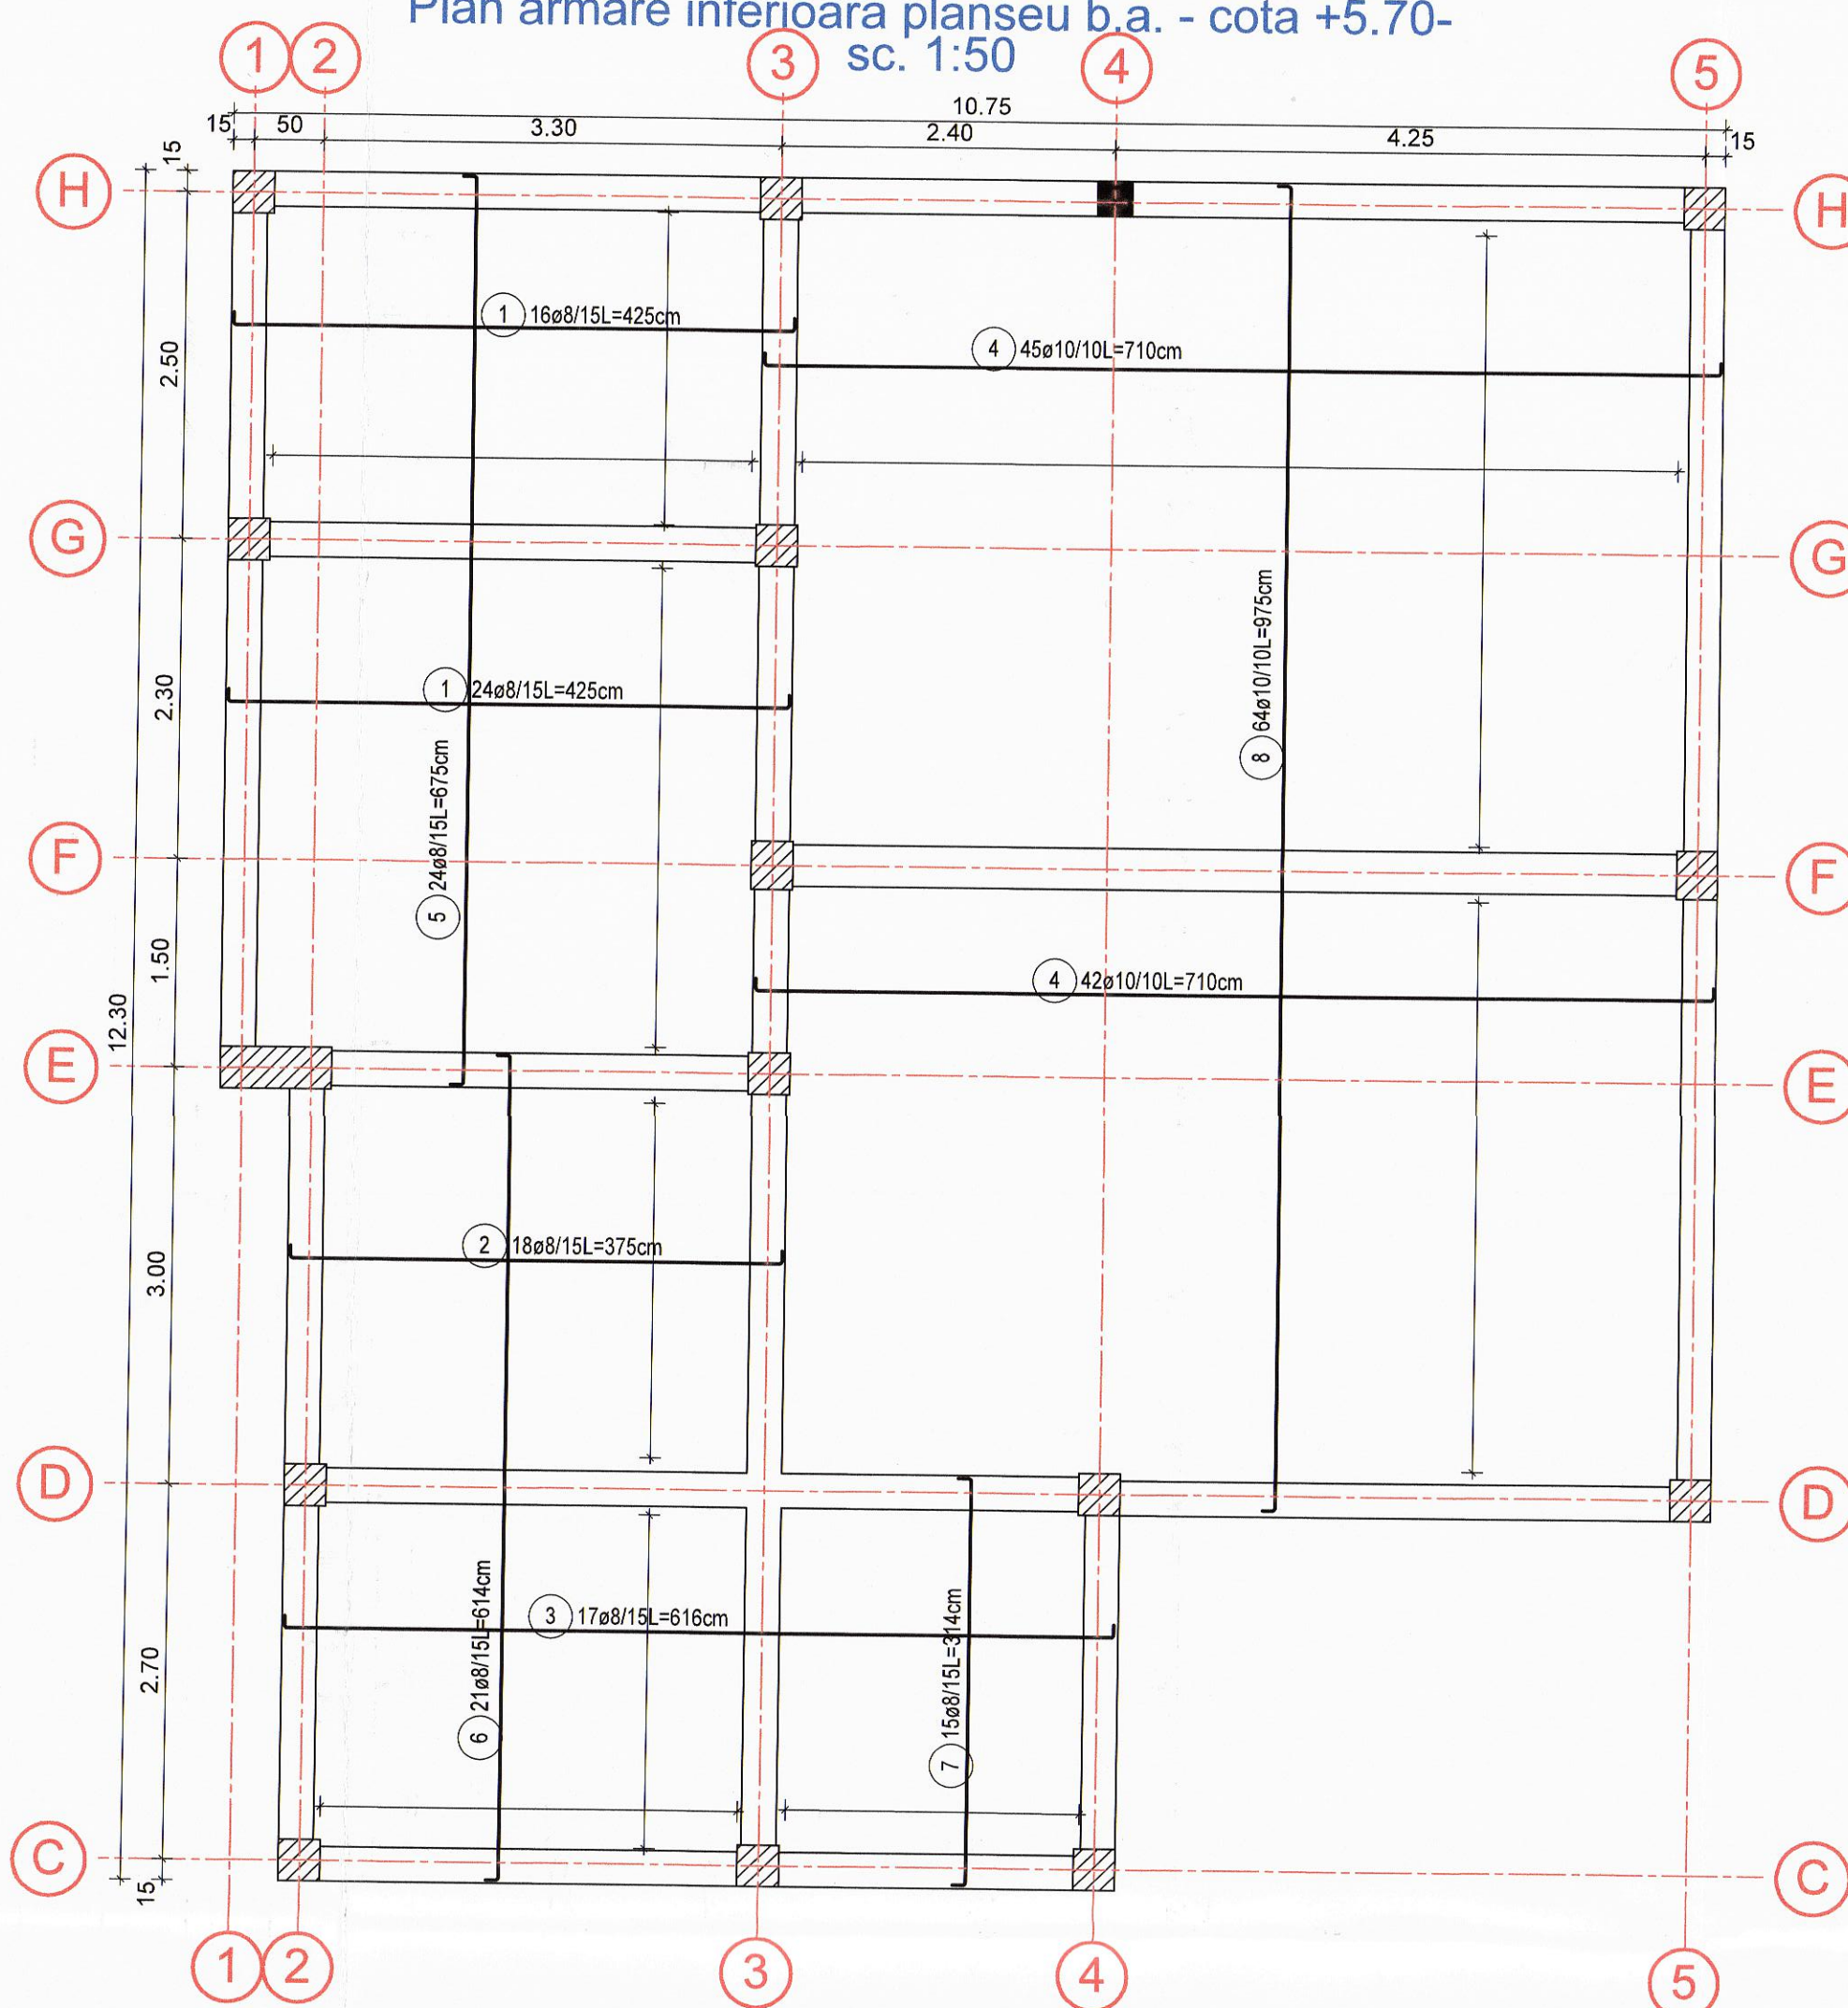 Plan armare inferioara planseu b.a. - cota +5.70-
sc. 1:50
1 2 3 4 5
10.75
15 50 3.30 2.40 4.25 15
15
H H
1 16ø8/15L=425cm
4 45ø10/10L=710cm
2.50
G G
8 64ø10/10L=975cm
1 24ø8/15L=425cm
2.30
5 24ø8/15L=675cm
F F
1.50
4 42ø10/10L=710cm
12.30
E E
2 18ø8/15L=375cm
3.00
D D
3 17ø8/15L=616cm
6 21ø8/15L=614cm
7 15ø8/15L=314cm
2.70
C C
15
1 2 3 4 5